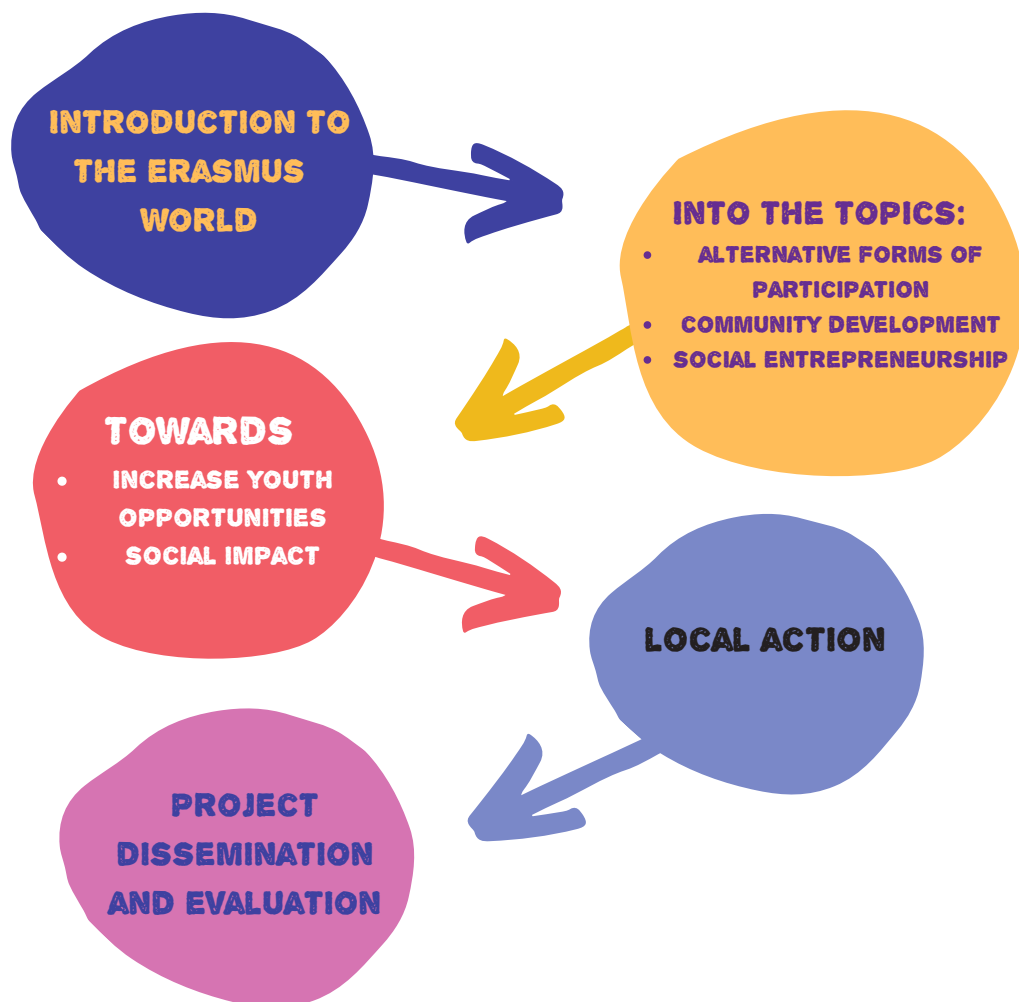 INTRODUCTION TO
THE ERASMUS
WORLD
INTO THE TOPICS:
• ALTERNATIVE FORMS OF
PARTICIPATION
• COMMUNITY DEVELOPMENT
• SOCIAL ENTREPRENEURSHIP
TOWARDS
• INCREASE YOUTH
OPPORTUNITIES
• SOCIAL IMPACT
LOCAL ACTION
PROJECT
DISSEMINATION
AND EVALUATION